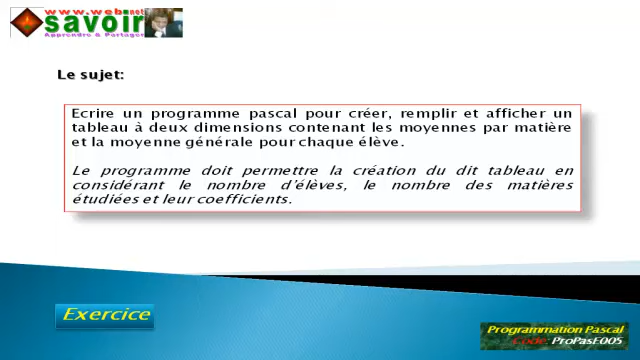 www.webinet
savoir
Apprendre & Partager
Le sujet:
Ecrire un programme pascal pour créer, remplir et afficher un
tableau à deux dimensions contenant les moyennes par matière
et la moyenne générale pour chaque élève.
Le programme doit permettre la création du dit tableau en
considérant le nombre d'élèves, le nombre des matières
étudiées et leur coefficients.
Exercice
Programmation Pascal
Code: ProPasE005